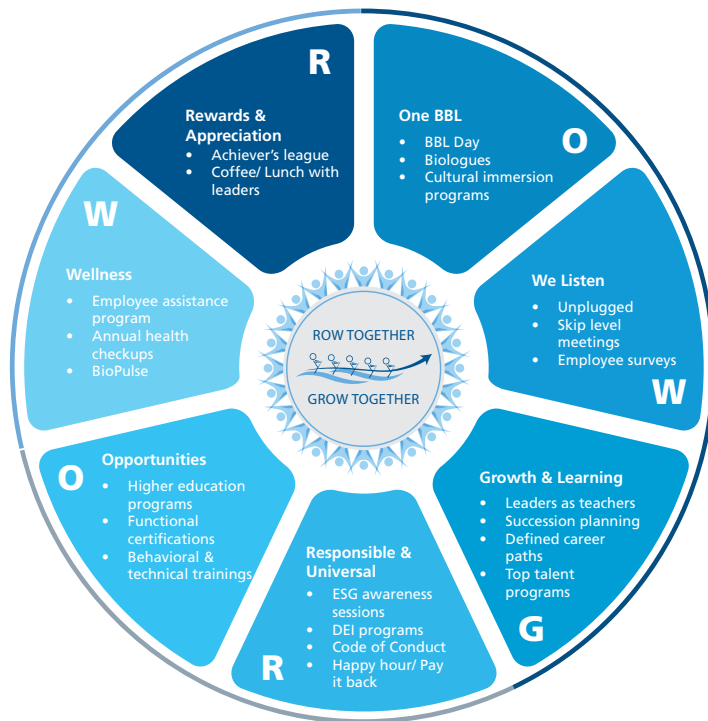 R
Rewards &
Appreciation
• Achiever's league
• Coffee/ Lunch with
leaders
One BBL
• BBL Day
• Biologues
• Cultural immersion
programs
O
We Listen
• Unplugged
• Skip level
meetings
• Employee surveys
W
Growth & Learning
• Leaders as teachers
• Succession planning
• Defined career
paths
• Top talent
programs
G
Responsible &
Universal
• ESG awareness
sessions
• DEI programs
• Code of Conduct
• Happy hour/ Pay
it back
R
O
Opportunities
• Higher education
programs
• Functional
certifications
• Behavioral &
technical trainings
W
Wellness
• Employee assistance
program
• Annual health
checkups
• BioPulse
ROW TOGETHER
GROW TOGETHER